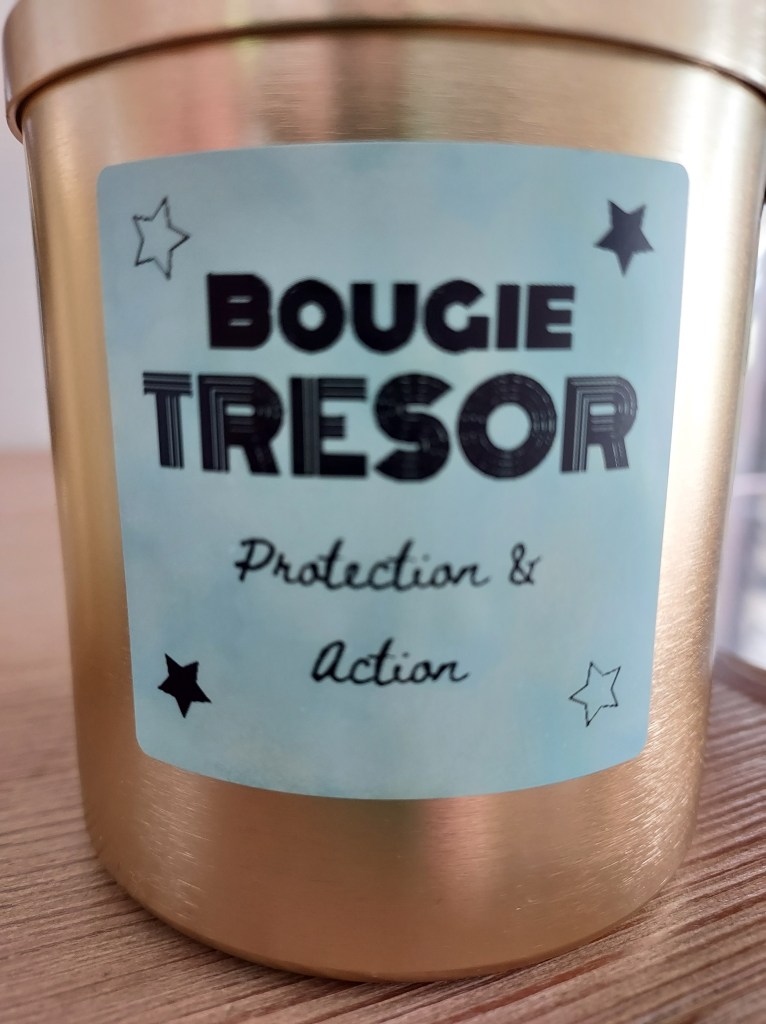 BOUGIE
TRESOR
Protection &
Action